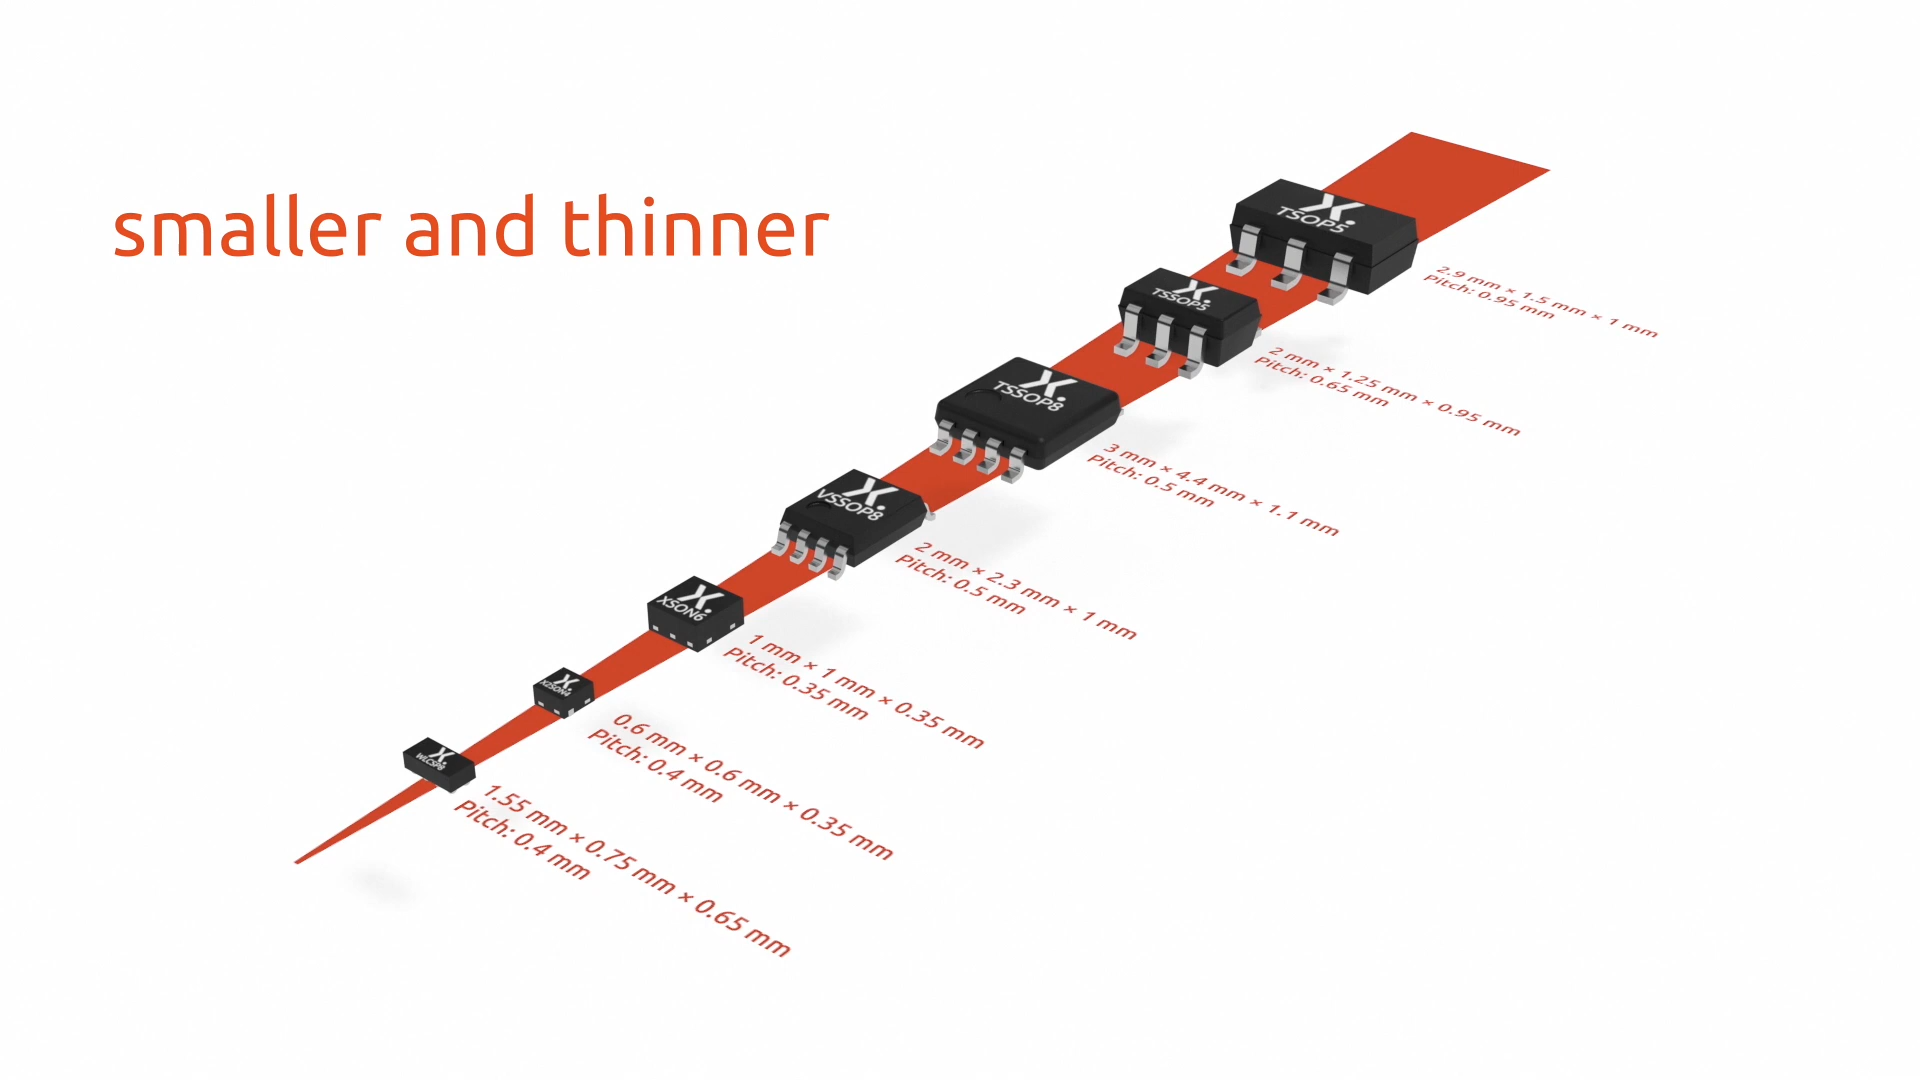 smaller and thinner
X.
TSOP5
2.9 mm × 1.5 mm × 1 mm
Pitch: 0.95 mm
X.
TSSOP5
2 mm × 1.25 mm × 0.95 mm
Pitch: 0.65 mm
X.
TSSOP8
3 mm × 4.4 mm × 1.1 mm
Pitch: 0.5 mm
X.
VSSOP8
2 mm × 2.3 mm × 1 mm
Pitch: 0.5 mm
X.
XSON6
1 mm × 1 mm × 0.35 mm
Pitch: 0.35 mm
X.
X2SON4
0.6 mm × 0.6 mm × 0.35 mm
Pitch: 0.4 mm
X.
WLCSP8
1.55 mm × 0.75 mm × 0.65 mm
Pitch: 0.4 mm